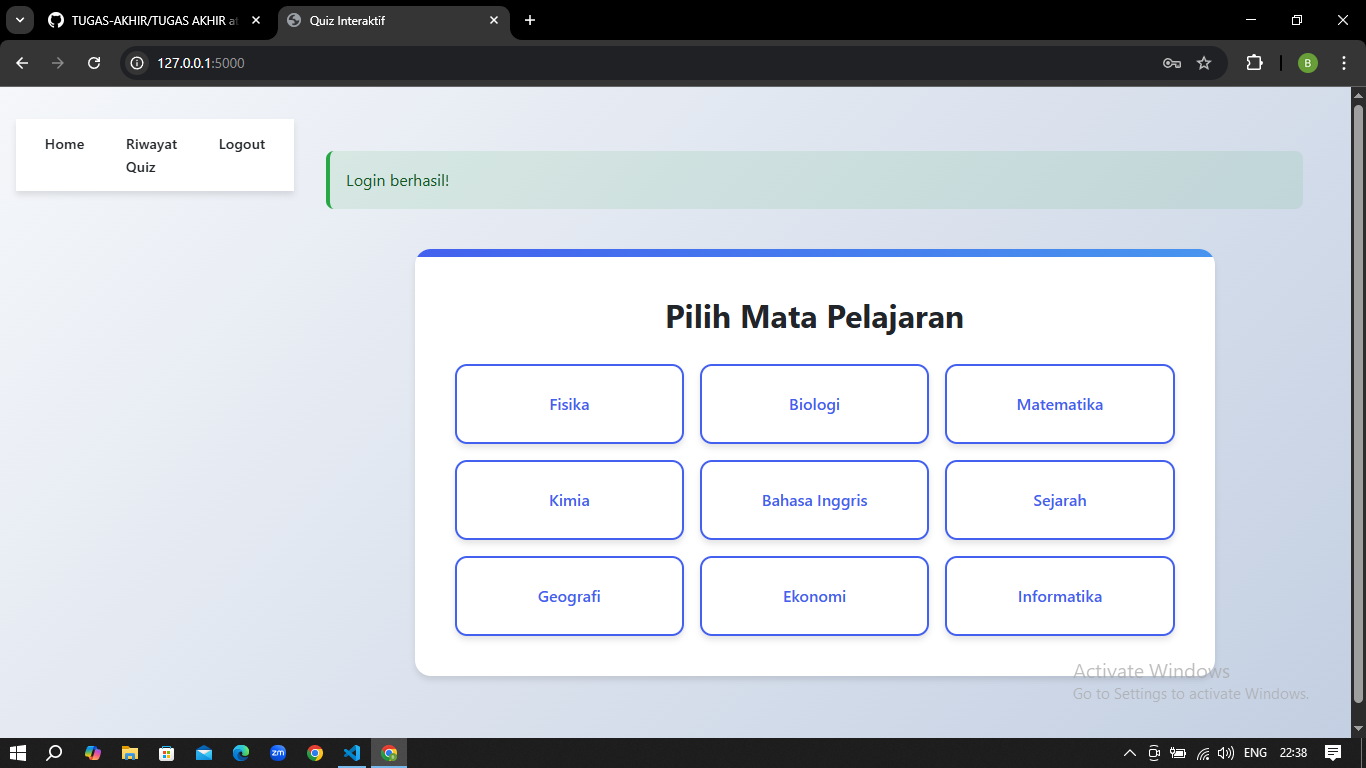 TUGAS-AKHIR/TUGAS AKHIR at
Quiz Interaktif
127.0.0.1:5000
B
Home
Riwayat
Quiz
Logout
Login berhasil!
Pilih Mata Pelajaran
Fisika
Biologi
Matematika
Kimia
Bahasa Inggris
Sejarah
Geografi
Ekonomi
Informatika
Activate Windows
Go to Settings to activate Windows.
zm
ENG
22:38